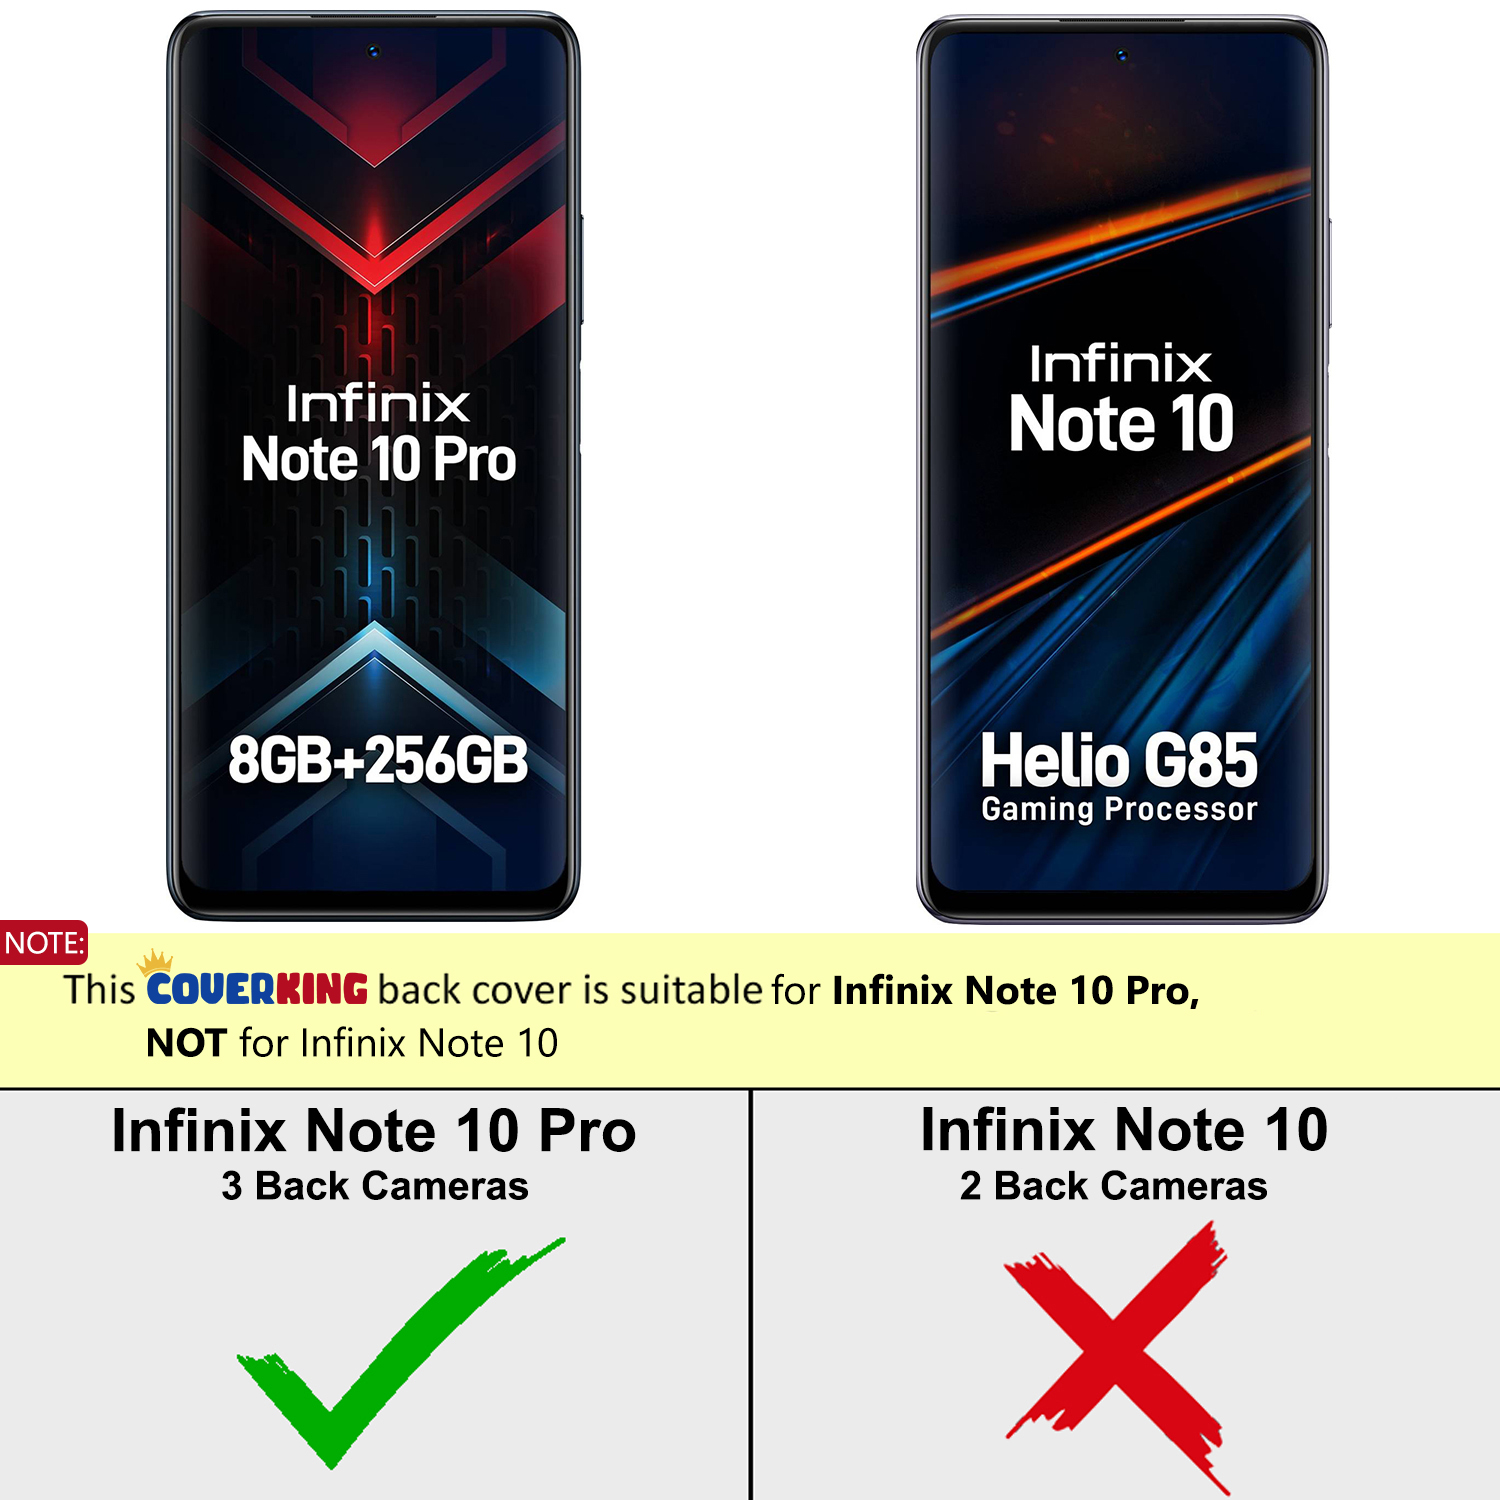 Infinix
Note 10 Pro
8GB+256GB
Infinix
Note 10
Helio G85
Gaming Processor
NOTE:
This COVERKING back cover is suitable for Infinix Note 10 Pro,
NOT for Infinix Note 10
Infinix Note 10 Pro
3 Back Cameras
Infinix Note 10
2 Back Cameras